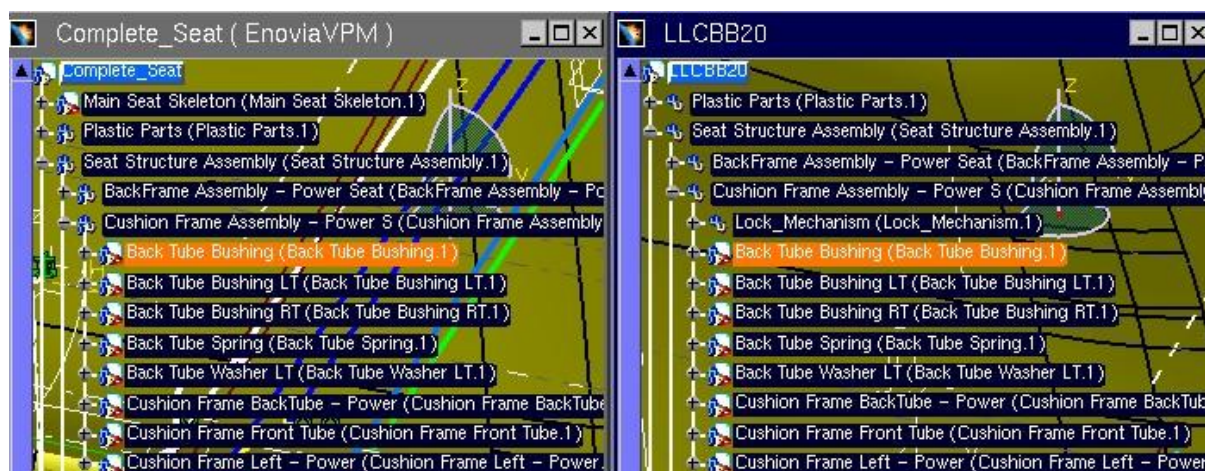 Complete_Seat ( EnoviaVPM )
Complete_Seat
Main Seat Skeleton (Main Seat Skeleton.1)
Plastic Parts (Plastic Parts.1)
Seat Structure Assembly (Seat Structure Assembly.1)
BackFrame Assembly – Power Seat (BackFrame Assembly – Po
Cushion Frame Assembly – Power S (Cushion Frame Assembly
Back Tube Bushing (Back Tube Bushing.1)
Back Tube Bushing LT (Back Tube Bushing LT.1)
Back Tube Bushing RT (Back Tube Bushing RT.1)
Back Tube Spring (Back Tube Spring.1)
Back Tube Washer LT (Back Tube Washer LT.1)
Cushion Frame BackTube – Power (Cushion Frame BackTube
Cushion Frame Front Tube (Cushion Frame Front Tube.1)
Cushion Frame Left – Power (Cushion Frame Left – Power.
Z
Y
LLCBB20
LLCBB20
Plastic Parts (Plastic Parts.1)
Seat Structure Assembly (Seat Structure Assembly.1)
BackFrame Assembly – Power Seat (BackFrame Assembly – P
Cushion Frame Assembly – Power S (Cushion Frame Assembl
Lock_Mechanism (Lock_Mechanism.1)
Back Tube Bushing (Back Tube Bushing.1)
Back Tube Bushing LT (Back Tube Bushing LT.1)
Back Tube Bushing RT (Back Tube Bushing RT.1)
Back Tube Spring (Back Tube Spring.1)
Back Tube Washer LT (Back Tube Washer LT.1)
Cushion Frame BackTube – Power (Cushion Frame BackTub
Cushion Frame Front Tube (Cushion Frame Front Tube.1)
Cushion Frame Left – Power (Cushion Frame Left – Power
Z